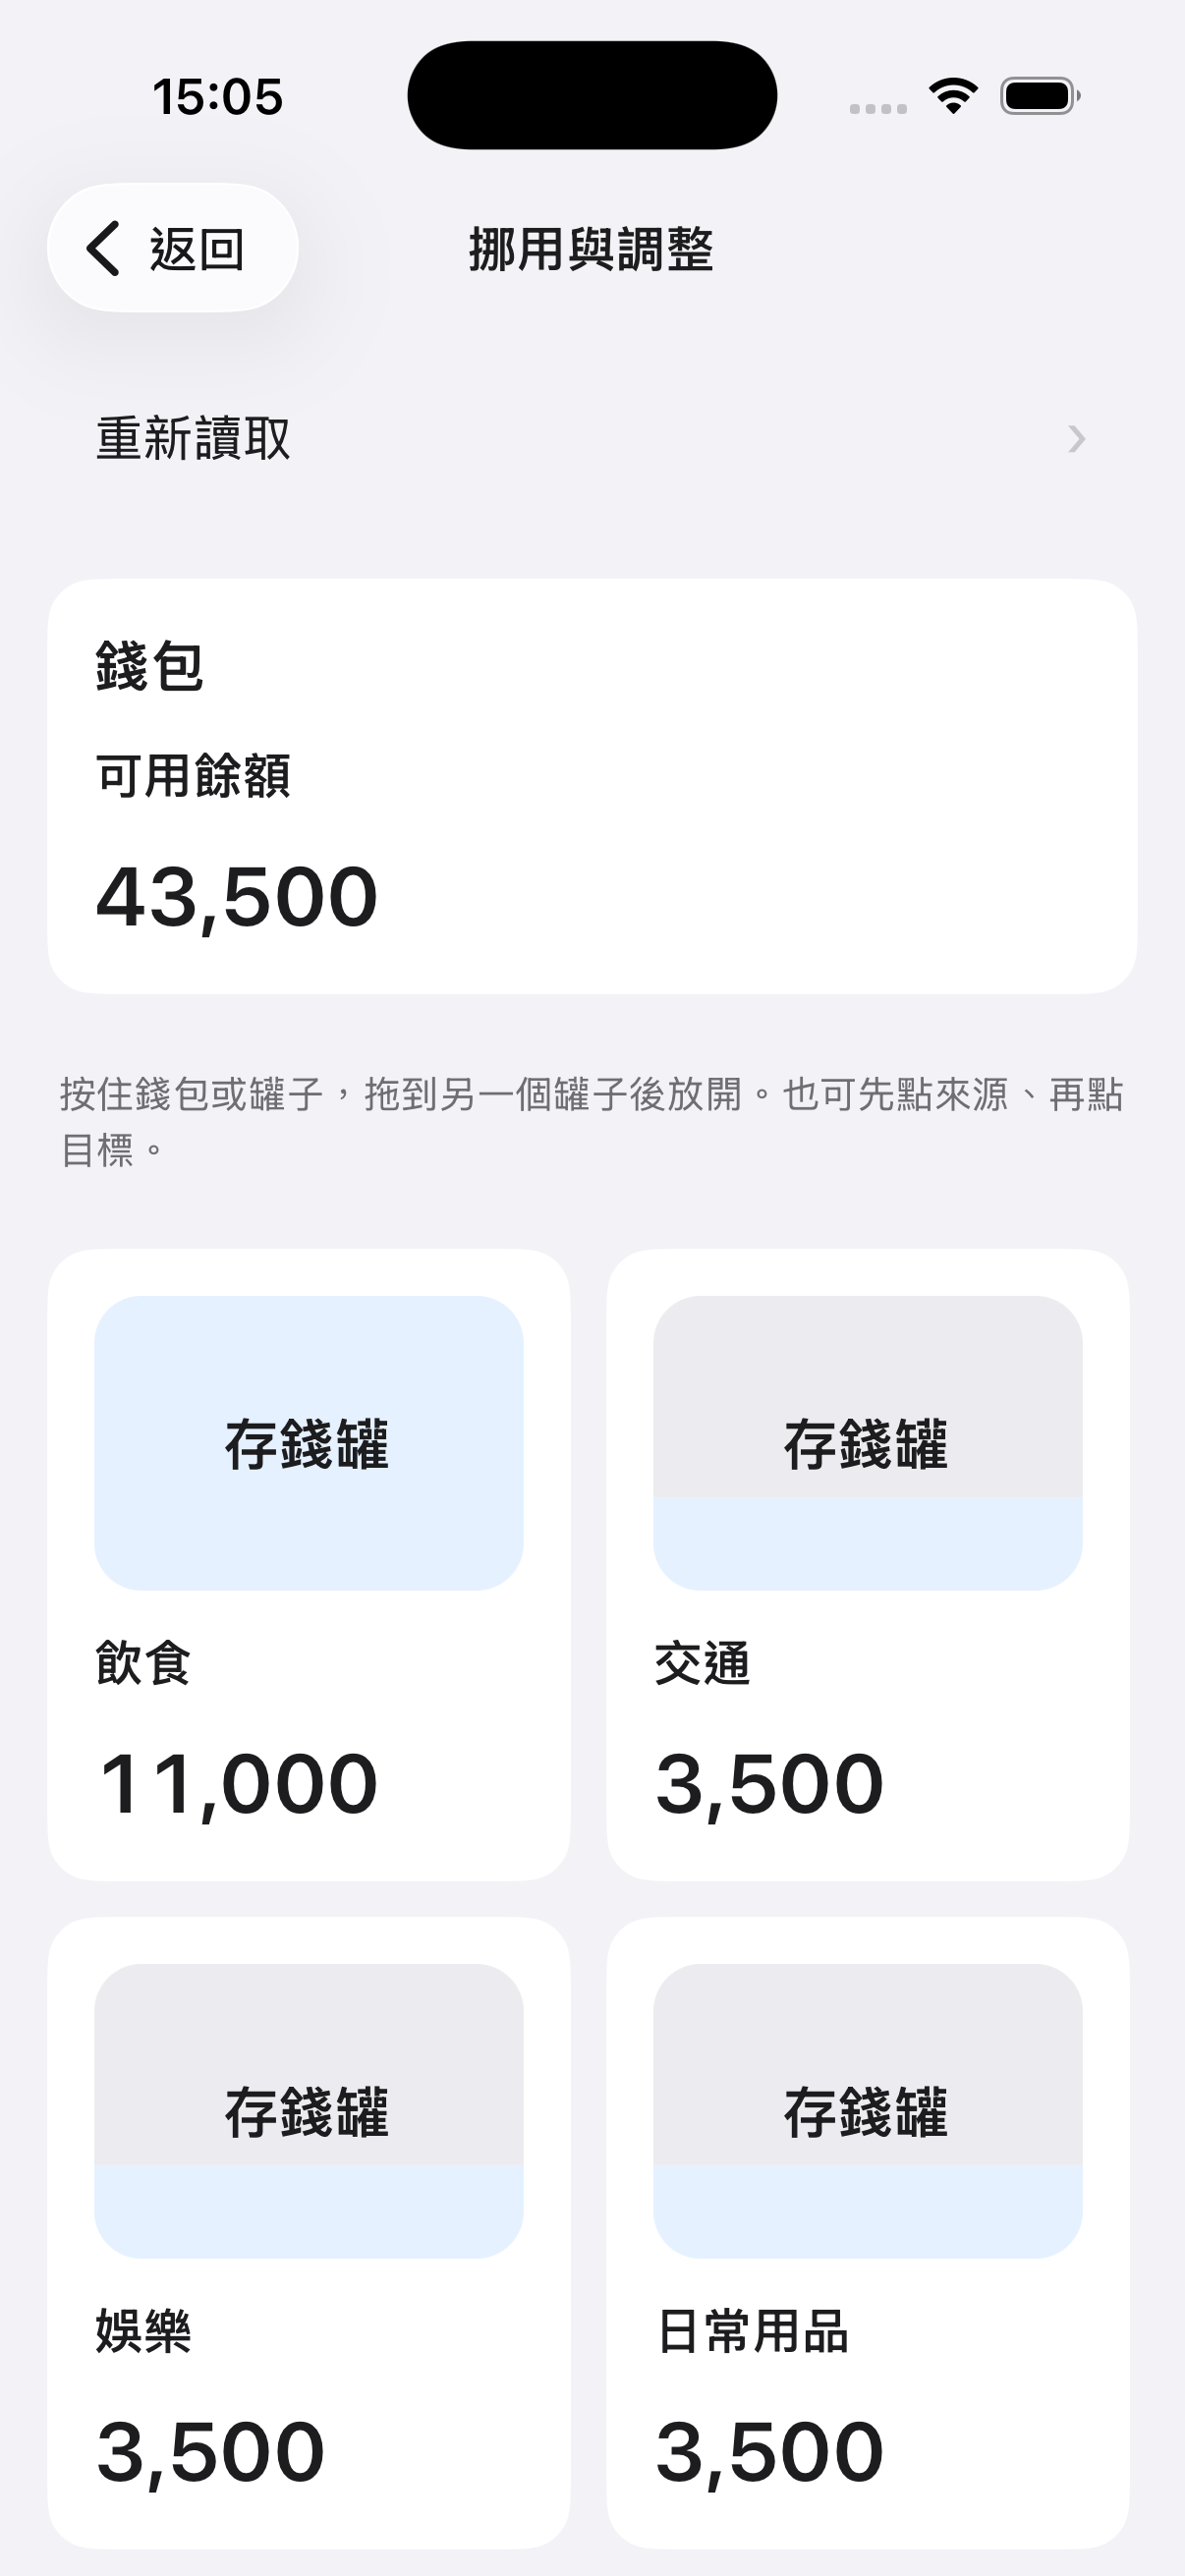 15:05
返回
挪用與調整
重新讀取
錢包
可用餘額
43,500
按住錢包或罐子，拖到另一個罐子後放開。也可先點來源、再點
目標。
存錢罐
飲食
11,000
存錢罐
交通
3,500
存錢罐
娛樂
3,500
存錢罐
日常用品
3,500